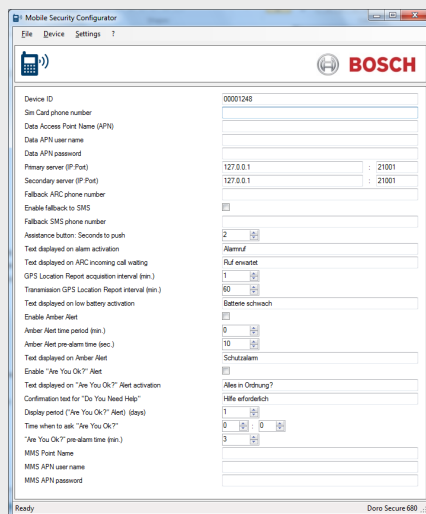 Mobile Security Configurator
File Device Settings ?
BOSCH
Device ID 00001248
Sim Card phone number
Data Access Point Name (APN)
Data APN user name
Data APN password
Primary server (IP:Port) 127.0.0.1 : 21001
Secondary server (IP:Port) 127.0.0.1 : 21001
Fallback ARC phone number
Enable fallback to SMS
Fallback SMS phone number
Assistance button: Seconds to push 2
Text displayed on alarm activation Alarmruf
Text displayed on ARC incoming call waiting Ruf erwartet
GPS Location Report acquisition interval (min.) 1
Transmission GPS Location Report interval (min.) 60
Text displayed on low battery activation Batterie schwach
Enable Amber Alert
Amber Alert time period (min.) 0
Amber Alert pre-alarm time (sec.) 10
Text displayed on Amber Alert Schutzalarm
Enable "Are You Ok?" Alert
Text displayed on "Are You Ok?" Alert activation Alles in Ordnung?
Confirmation text for "Do You Need Help" Hilfe erforderlich
Display period ("Are You Ok?" Alert) (days) 1
Time when to ask "Are You Ok?" 0 : 0
"Are You Ok?" pre-alarm time (min.) 3
MMS Point Name
MMS APN user name
MMS APN password
Ready Doro Secure 680